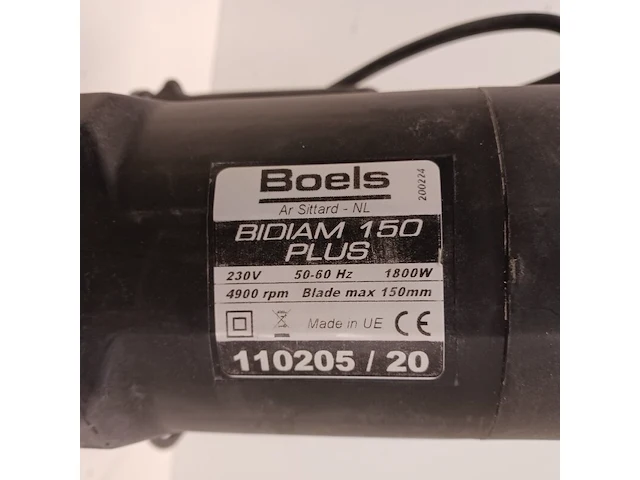 Boels
200224
Ar Sittard - NL
BIDIAM 150
PLUS
230V 50-60 Hz 1800W
4900 rpm Blade max 150mm
Made in UE CE
110205 / 20